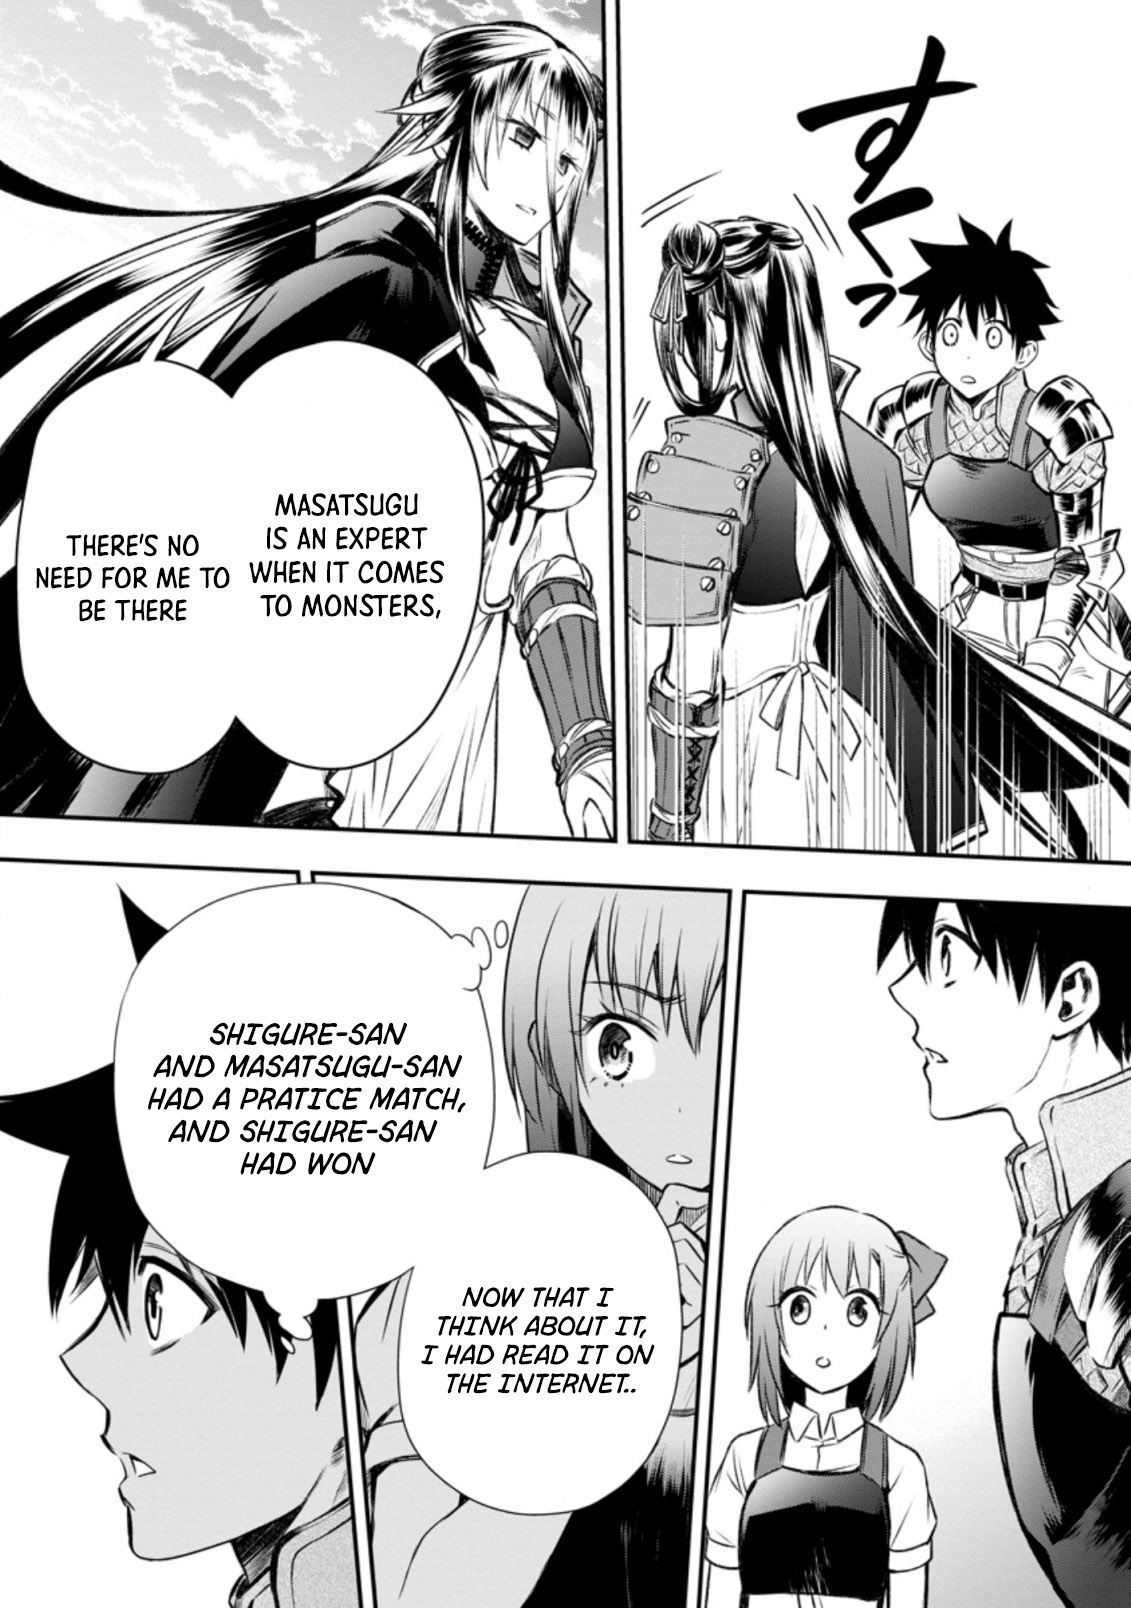 すくっ
MASATSUGU
IS AN EXPERT
WHEN IT COMES
TO MONSTERS,
THERE'S NO
NEED FOR ME TO
BE THERE
SHIGURE-SAN
AND MASATSUGU-SAN
HAD A PRATICE MATCH,
AND SHIGURE-SAN
HAD WON
NOW THAT I
THINK ABOUT IT,
I HAD READ IT ON
THE INTERNET..